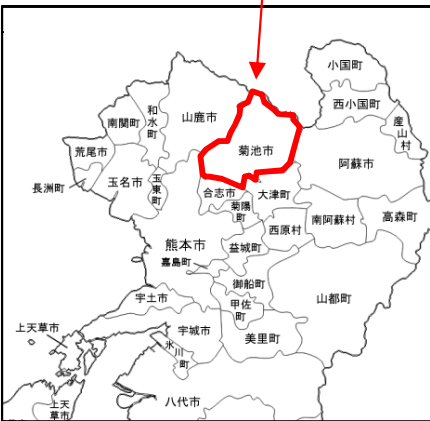 小国町
西小国町
産山村
和水町
南関町
山鹿市
荒尾市
菊池市
阿蘇市
長洲町
玉名市
玉東町
合志市
大津町
菊陽町
西原村
南阿蘇村
高森町
熊本市
益城町
嘉島町
御船町
山都町
宇土市
甲佐町
上天草市
宇城市
美里町
氷川町
八代市
上天草市